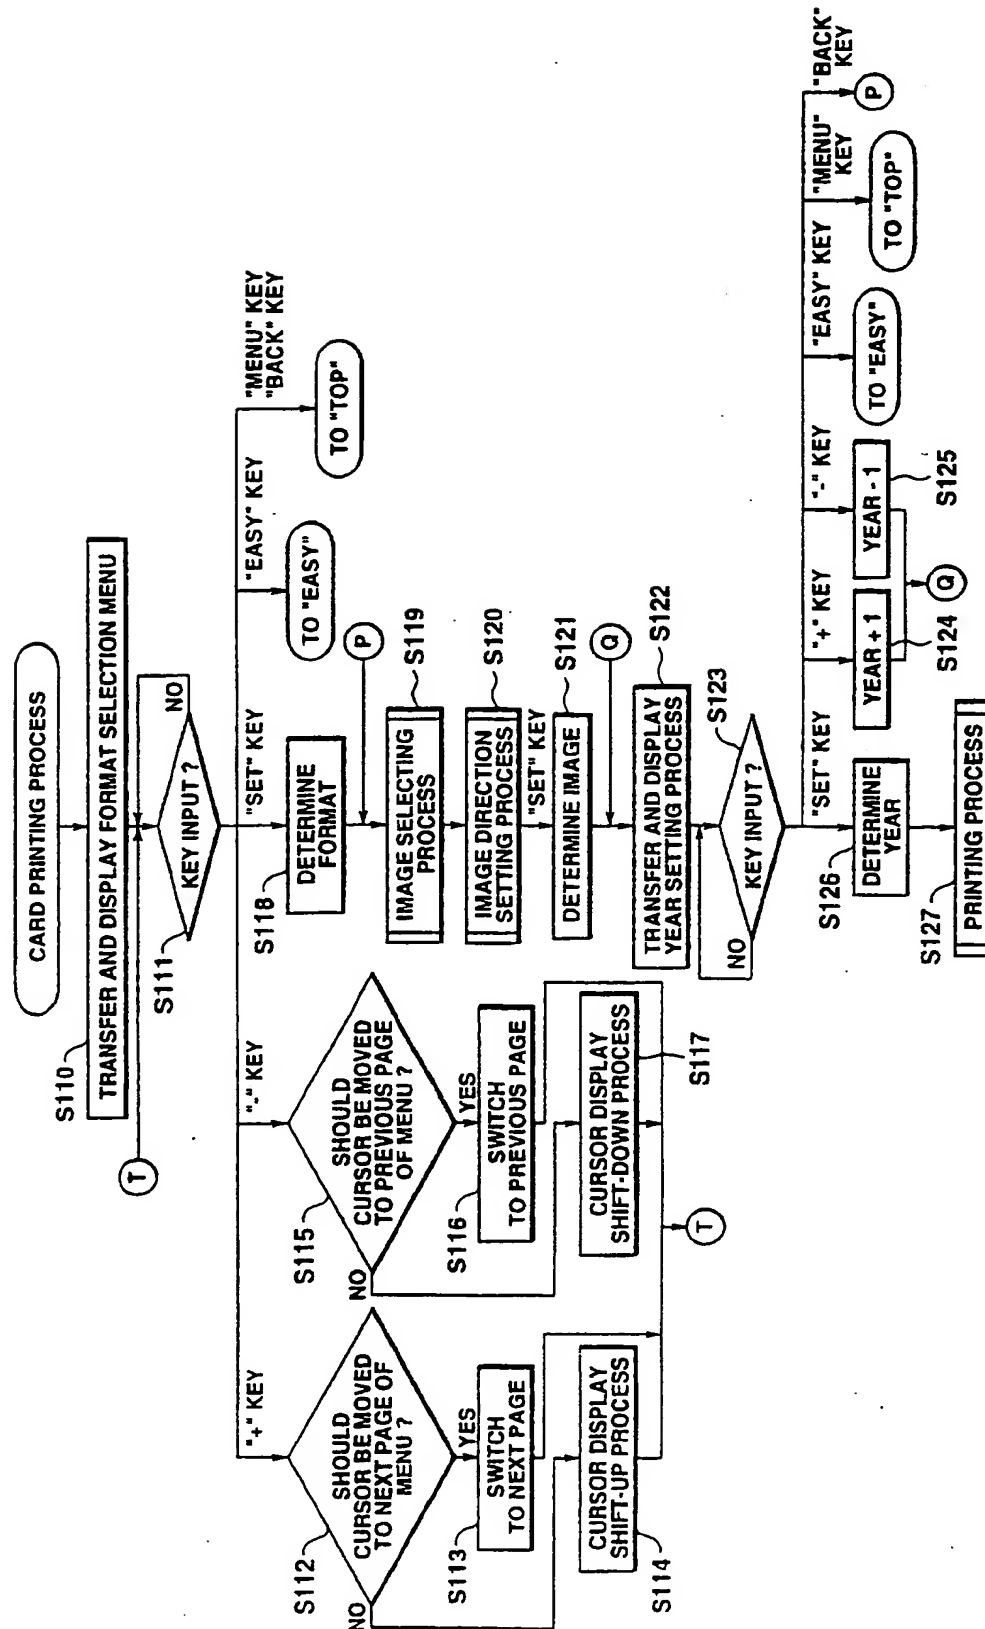 CARD PRINTING PROCESS
S110
TRANSFER AND DISPLAY FORMAT SELECTION MENU
T
S111
KEY INPUT ?
NO
"+" KEY
"-" KEY
"SET" KEY
"EASY" KEY
"MENU" KEY
"BACK" KEY
S112
SHOULD
CURSOR BE MOVED
TO NEXT PAGE OF
MENU ?
NO
YES
S113
SWITCH
TO NEXT PAGE
S114
CURSOR DISPLAY
SHIFT-UP PROCESS
S115
SHOULD
CURSOR BE MOVED
TO PREVIOUS PAGE
OF MENU ?
NO
YES
S116
SWITCH
TO PREVIOUS PAGE
CURSOR DISPLAY
SHIFT-DOWN PROCESS
S117
T
S118
DETERMINE
FORMAT
TO "EASY"
TO "TOP"
P
IMAGE SELECTING
PROCESS
S119
IMAGE DIRECTION
SETTING PROCESS
S120
"SET" KEY
DETERMINE IMAGE
S121
Q
TRANSFER AND DISPLAY
YEAR SETTING PROCESS
S122
KEY INPUT ?
S123
NO
"SET" KEY
"+" KEY
"-" KEY
"EASY" KEY
"MENU"
KEY
"BACK"
KEY
S126
DETERMINE
YEAR
YEAR + 1
S124
YEAR - 1
S125
Q
TO "EASY"
TO "TOP"
P
S127
PRINTING PROCESS